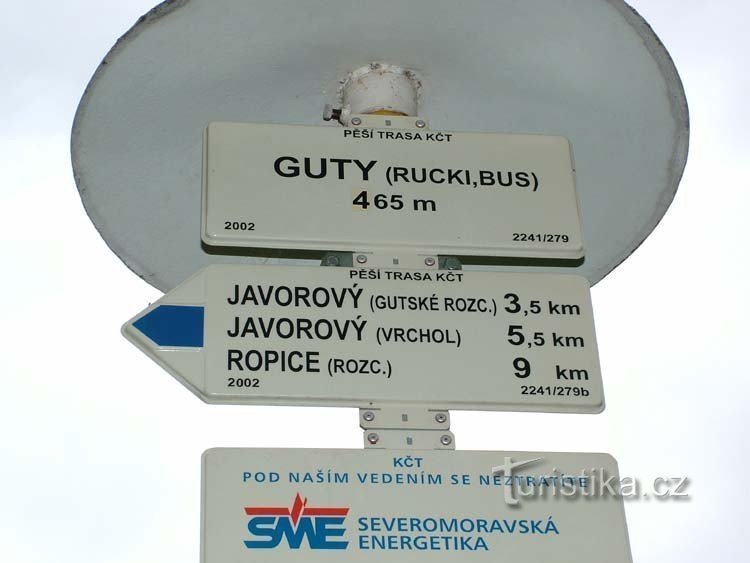 PĚŠÍ TRASA KČT
GUTY (RUCKI,BUS)
465 m
2002 2241/279
PĚŠÍ TRASA KČT
JAVOROVÝ (GUTSKÉ ROZC.) 3,5 km
JAVOROVÝ (VRCHOL) 5,5 km
ROPICE (ROZC.) 9 km
2002 2241/279b
KČT
POD NAŠÍM VEDENÍM SE NEZTRATÍTE
Turistika.cz
SME SEVEROMORAVSKÁ
ENERGETIKA